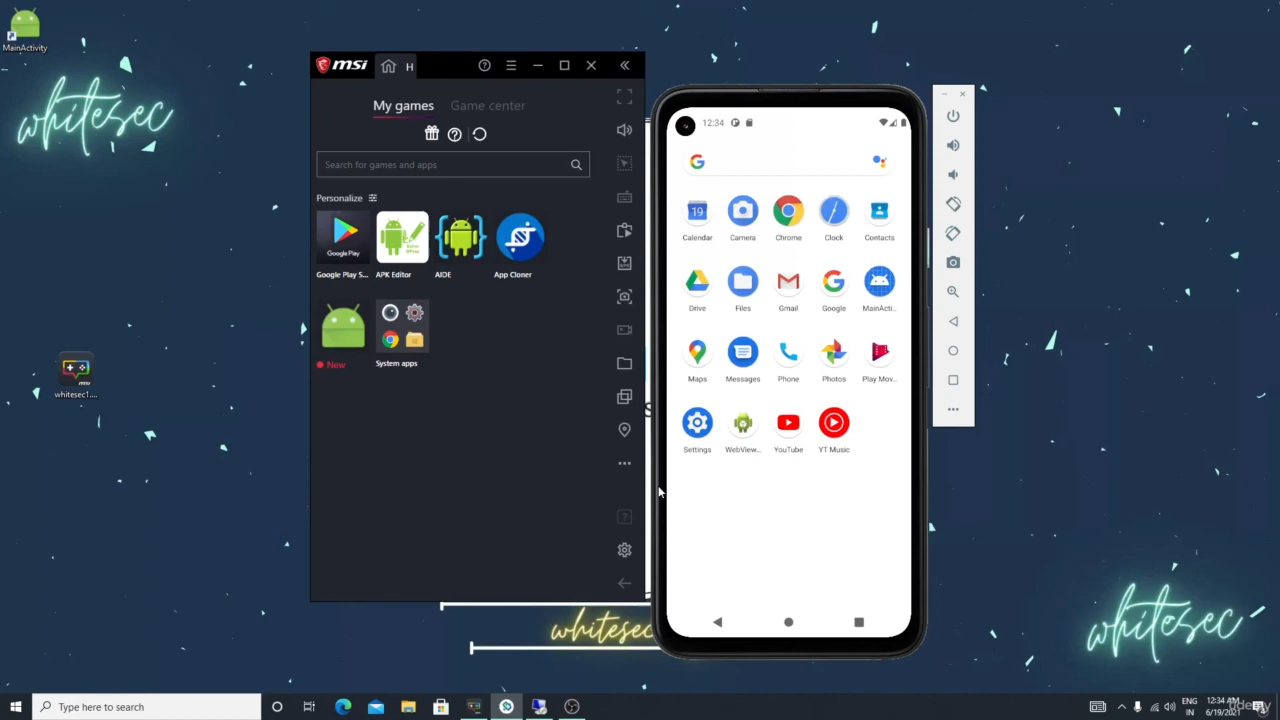 MainActivity
whitesec
msi
H
My games
Game center
Search for games and apps
Personalize
Google Play
Google Play S...
APK Editor
AIDE
App Cloner
New
System apps
whitesec1....
12:34
19
Calendar
Camera
Chrome
Clock
Contacts
Drive
Files
Gmail
Google
MainActi..
Maps
Messages
Phone
Photos
Play Mov..
Settings
WebView..
YouTube
YT Music
whitesec
whitesec
Type here to search
ENG
IN
12:34 AM
6/19/2021